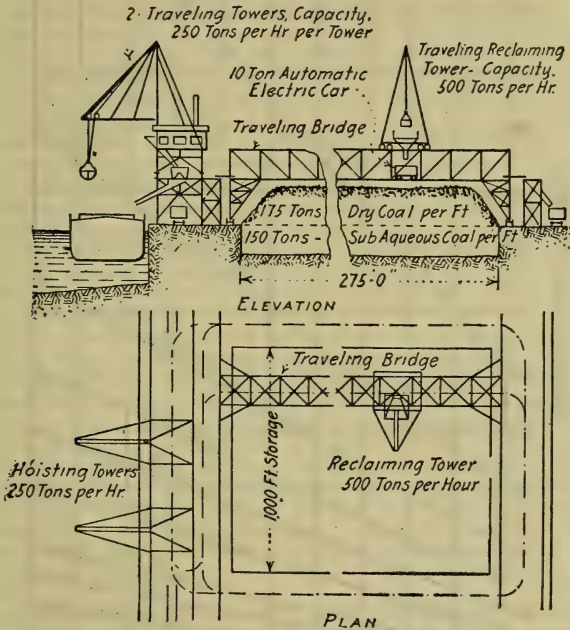 2- Traveling Towers, Capacity,
250 Tons per Hr per Tower
Traveling Reclaiming
Tower- Capacity,
500 Tons per Hr.
10 Ton Automatic
Electric Car
Traveling Bridge
175 Tons Dry Coal per Ft
150 Tons - Sub Aqueous Coal per Ft
275-0"
ELEVATION
Traveling Bridge
1000 Ft. Storage
Hoisting Towers
250 Tons per Hr.
Reclaiming Tower
500 Tons per Hour
PLAN